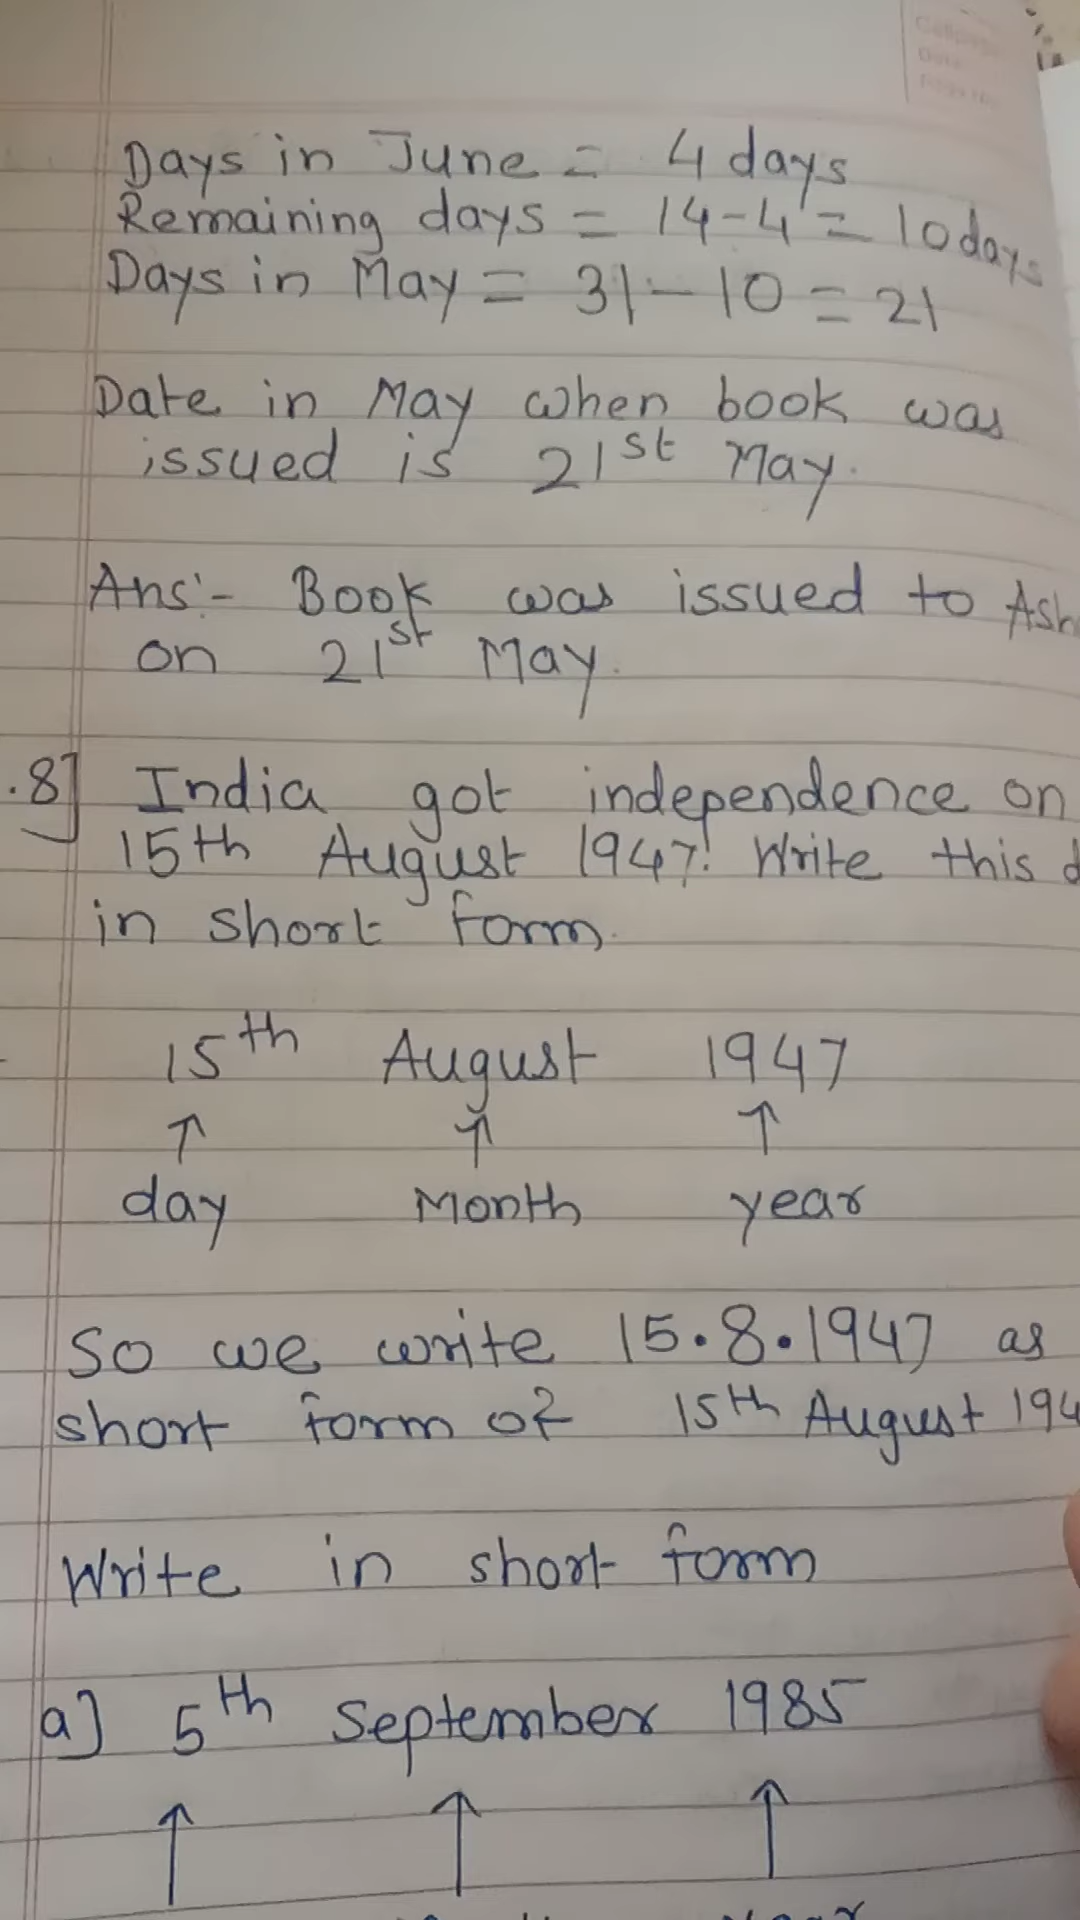 Days in June = 4 days
Remaining days = 14-4 = 10 days
Days in May = 31-10 = 21
Date in May when book was
issued is 21st May.
Ans:- Book was issued to Ash
on 21st May.
.8] India got independence on
15th August 1947. Write this d
in short form.
15th August 1947
↑ ↑ ↑
day Month year
So we write 15.8.1947 as
short form of 15th August 194
Write in short form
a] 5th September 1985
↑ ↑ ↑